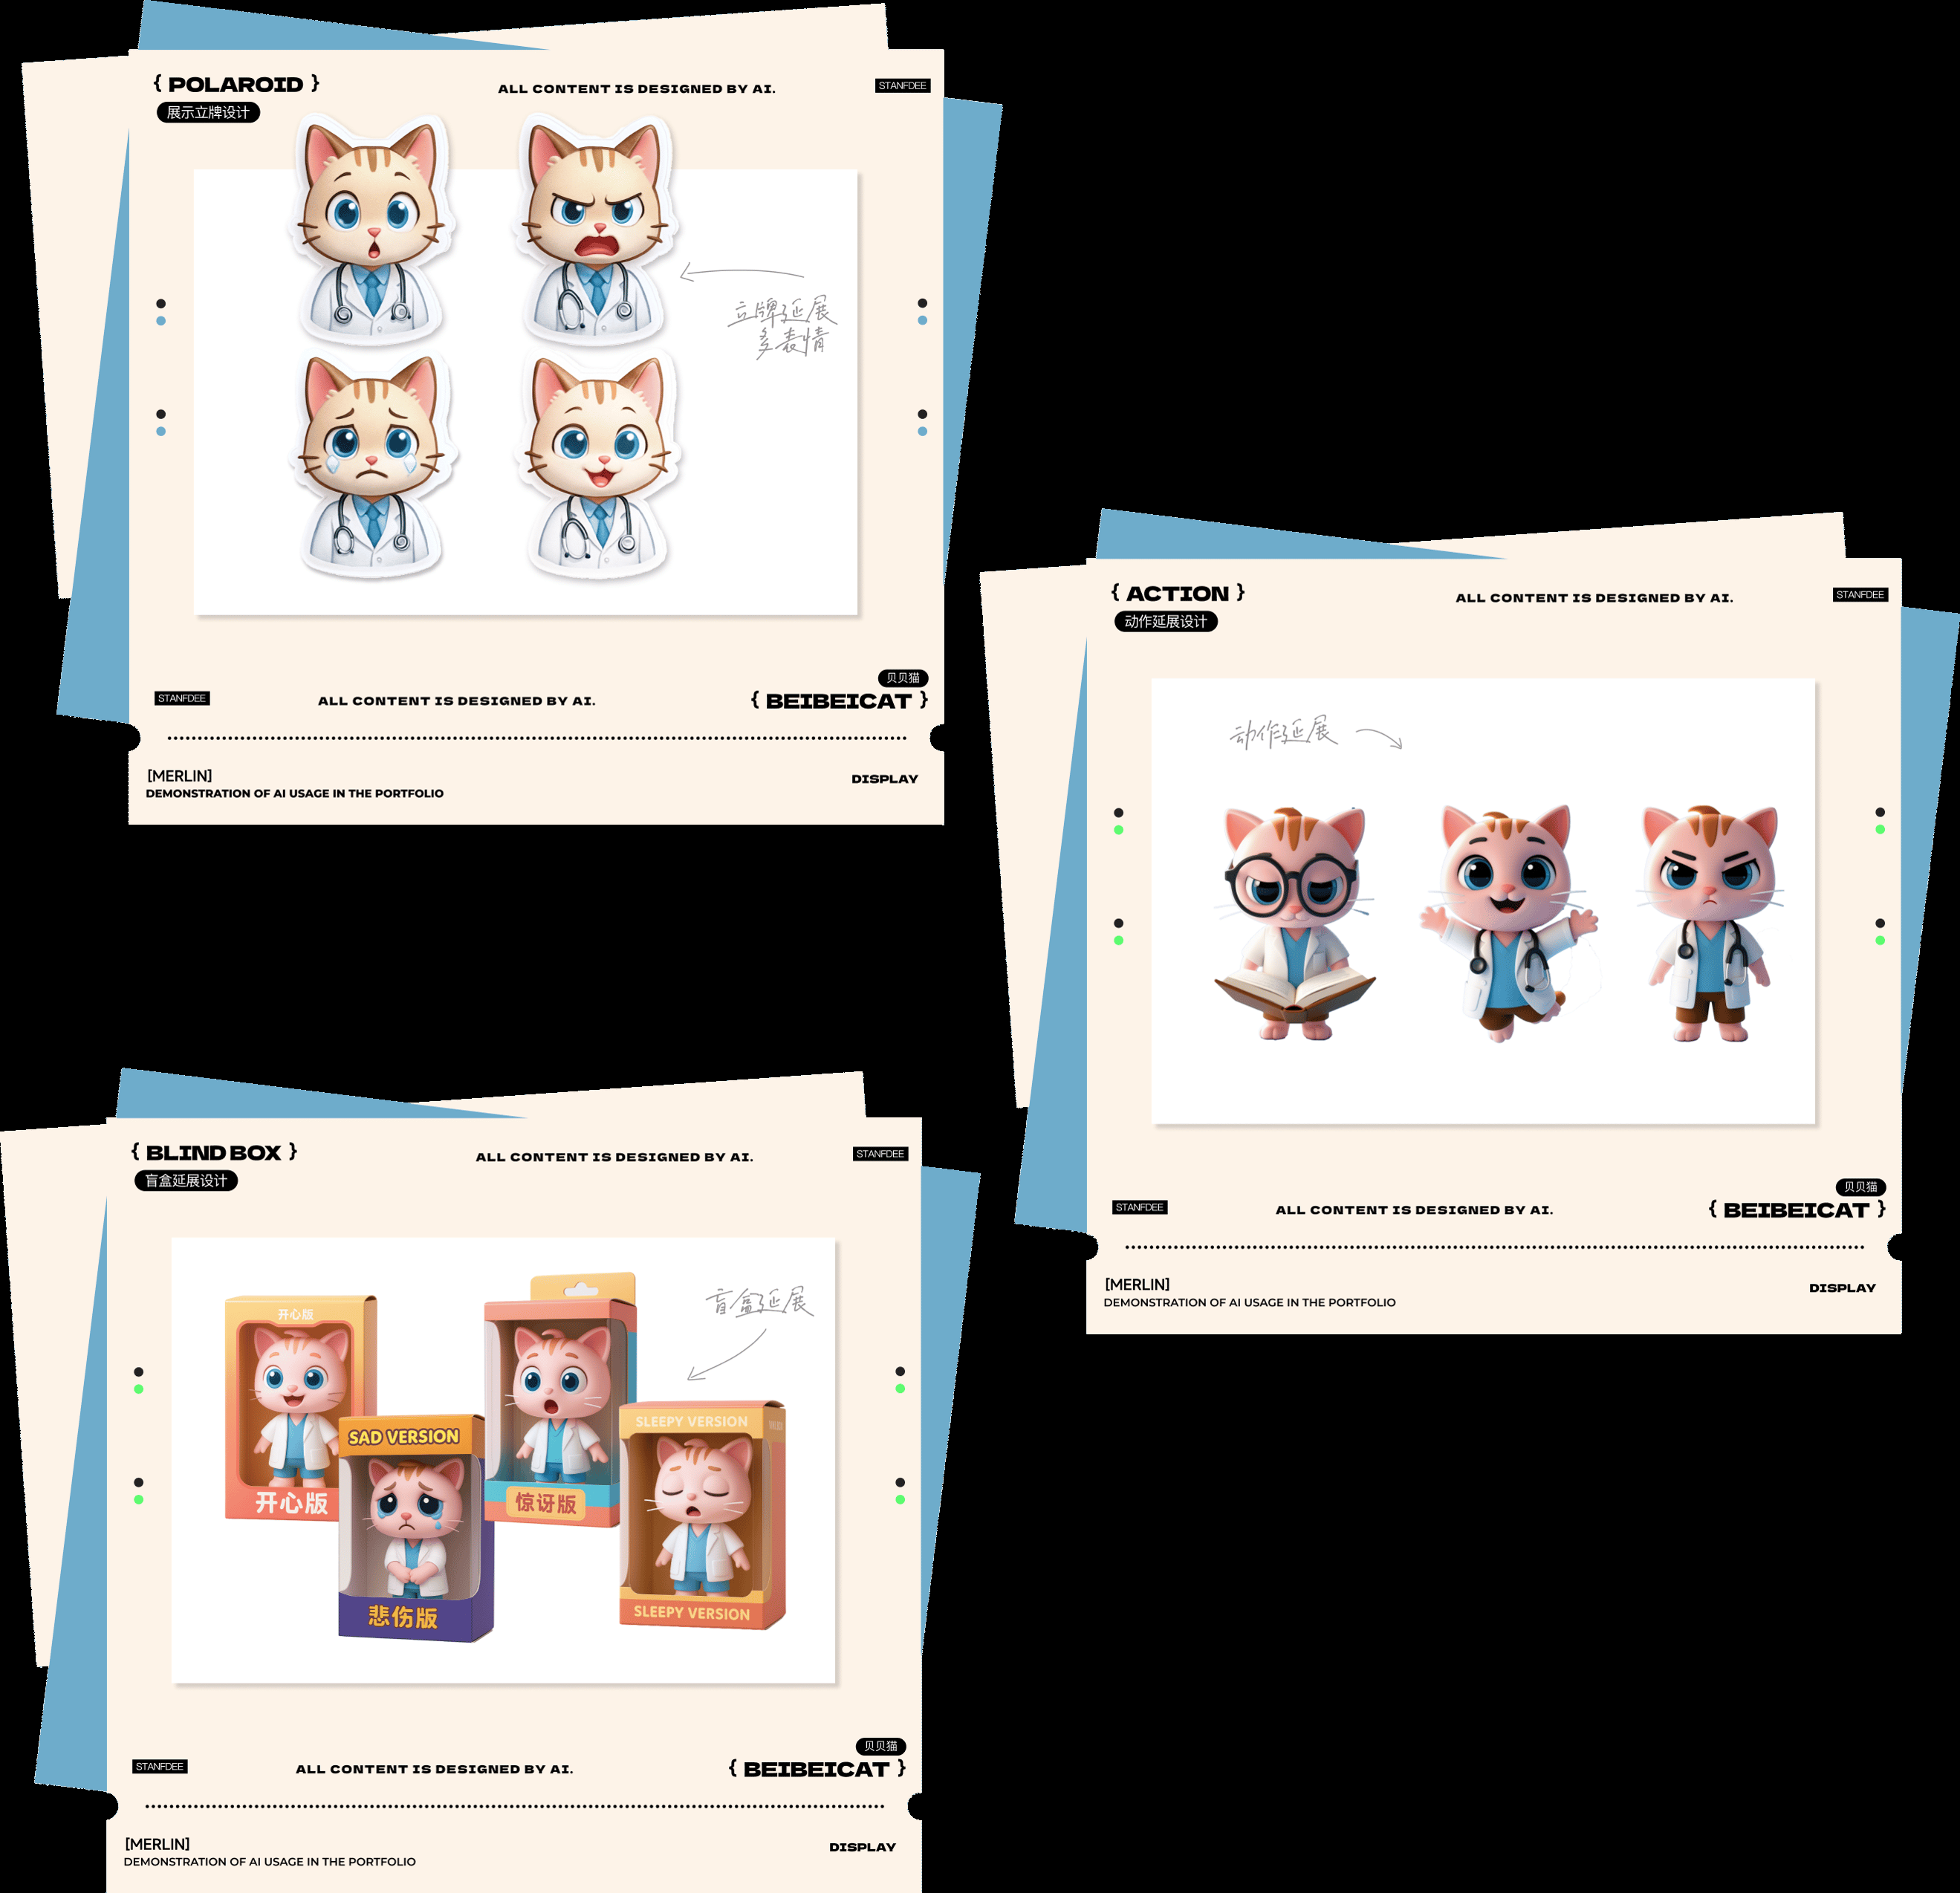 { POLAROID }
展示立牌设计
ALL CONTENT IS DESIGNED BY AI.
STANFDEE
立牌延展
多表情
贝贝猫
STANFDEE
ALL CONTENT IS DESIGNED BY AI.
{ BEIBEICAT }
[MERLIN]
DEMONSTRATION OF AI USAGE IN THE PORTFOLIO
DISPLAY
{ ACTION }
动作延展设计
ALL CONTENT IS DESIGNED BY AI.
STANFDEE
动作延展
贝贝猫
STANFDEE
ALL CONTENT IS DESIGNED BY AI.
{ BEIBEICAT }
[MERLIN]
DEMONSTRATION OF AI USAGE IN THE PORTFOLIO
DISPLAY
{ BLIND BOX }
盲盒延展设计
ALL CONTENT IS DESIGNED BY AI.
STANFDEE
盲盒延展
开心版
开心版
SAD VERSION
悲伤版
惊讶版
SLEEPY VERSION
SLEEPY VERSION
贝贝猫
STANFDEE
ALL CONTENT IS DESIGNED BY AI.
{ BEIBEICAT }
[MERLIN]
DEMONSTRATION OF AI USAGE IN THE PORTFOLIO
DISPLAY